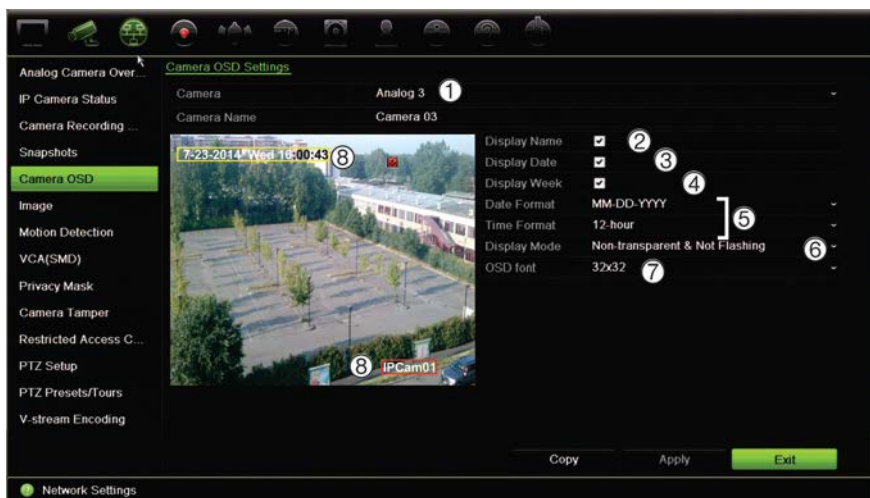 Camera OSD Settings
Analog Camera Over...
IP Camera Status
Camera Recording ...
Snapshots
Camera OSD
Image
Motion Detection
VCA(SMD)
Privacy Mask
Camera Tamper
Restricted Access C...
PTZ Setup
PTZ Presets/Tours
V-stream Encoding
Camera Analog 3 ①
Camera Name Camera 03
7-23-2014 Wed 16:00:43 ⑧
⑧ IPCam01
Display Name ②
Display Date ③
Display Week ④
Date Format MM-DD-YYYY
Time Format 12-hour ⑤
Display Mode Non-transparent & Not Flashing ⑥
OSD font 32x32 ⑦
Copy Apply Exit
Network Settings